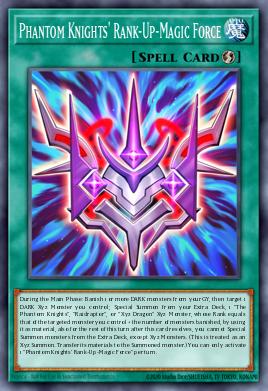 PHANTOM KNIGHTS' RANK-UP-MAGIC FORCE 魔
[SPELL CARD]
During the Main Phase: Banish 1 or more DARK monsters from your GY, then target 1
DARK Xyz Monster you control; Special Summon from your Extra Deck, 1 "The
Phantom Knights", "Raidraptor", or "Xyz Dragon" Xyz Monster, whose Rank equals
that of the targeted monster you control + the number of monsters banished, by using
it as material, also for the rest of this turn after this card resolves, you cannot Special
Summon monsters from the Extra Deck, except Xyz Monsters. (This is treated as an
Xyz Summon. Transfer its materials to the Summoned monster.) You can only activate
1 "Phantom Knights' Rank-Up-Magic Force" per turn.